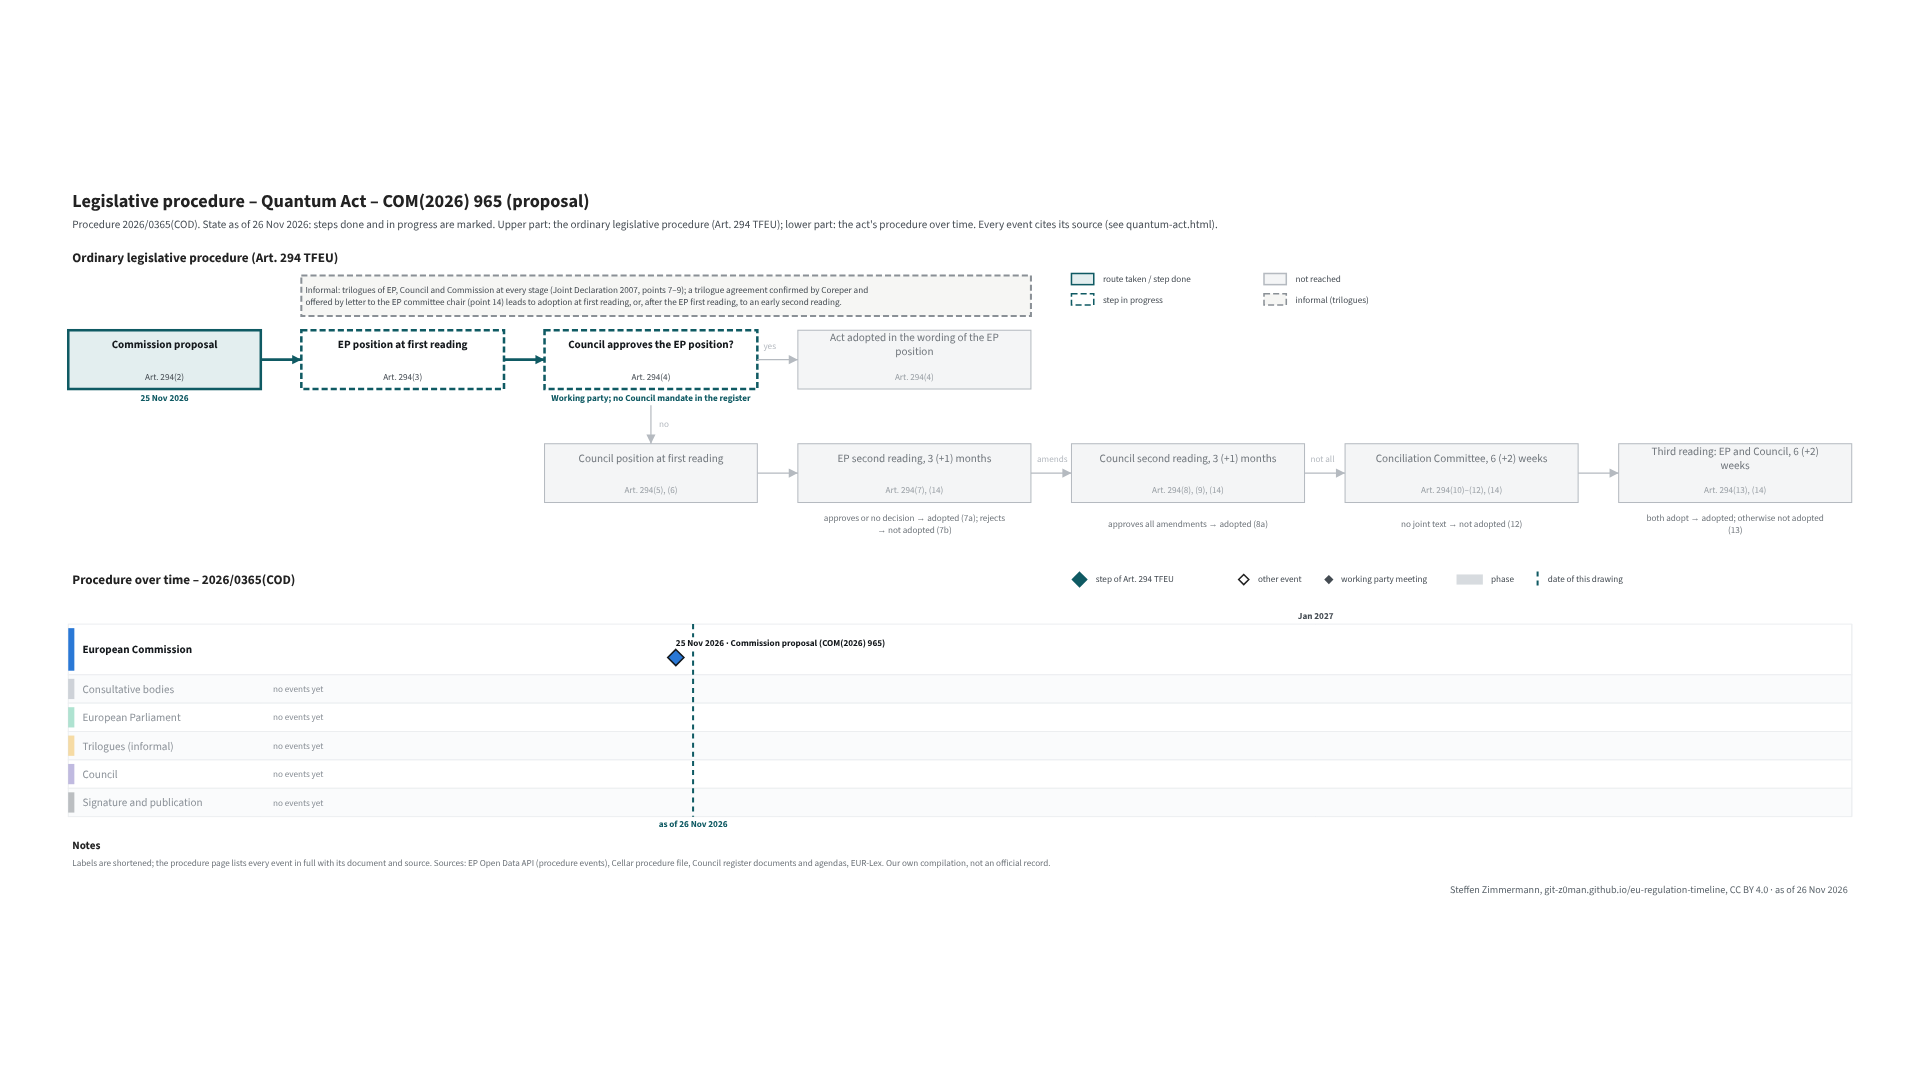 Legislative procedure – Quantum Act – COM(2026) 965 (proposal)
Procedure 2026/0365(COD). State as of 26 Nov 2026: steps done and in progress are marked. Upper part: the ordinary legislative procedure (Art. 294 TFEU); lower part: the act's procedure over time. Every event cites its source (see quantum-act.html).
Ordinary legislative procedure (Art. 294 TFEU)
Informal: trilogues of EP, Council and Commission at every stage (Joint Declaration 2007, points 7–9); a trilogue agreement confirmed by Coreper and
offered by letter to the EP committee chair (point 14) leads to adoption at first reading, or, after the EP first reading, to an early second reading.
route taken / step done
not reached
step in progress
informal (trilogues)
Commission proposal
Art. 294(2)
25 Nov 2026
EP position at first reading
Art. 294(3)
Council approves the EP position?
Art. 294(4)
Working party; no Council mandate in the register
yes
Act adopted in the wording of the EP
position
Art. 294(4)
no
Council position at first reading
Art. 294(5), (6)
EP second reading, 3 (+1) months
Art. 294(7), (14)
approves or no decision → adopted (7a); rejects
→ not adopted (7b)
amends
Council second reading, 3 (+1) months
Art. 294(8), (9), (14)
approves all amendments → adopted (8a)
not all
Conciliation Committee, 6 (+2) weeks
Art. 294(10)–(12), (14)
no joint text → not adopted (12)
Third reading: EP and Council, 6 (+2)
weeks
Art. 294(13), (14)
both adopt → adopted; otherwise not adopted
(13)
Procedure over time – 2026/0365(COD)
step of Art. 294 TFEU
other event
working party meeting
phase
date of this drawing
Jan 2027
European Commission
25 Nov 2026 · Commission proposal (COM(2026) 965)
Consultative bodies
no events yet
European Parliament
no events yet
Trilogues (informal)
no events yet
Council
no events yet
Signature and publication
no events yet
as of 26 Nov 2026
Notes
Labels are shortened; the procedure page lists every event in full with its document and source. Sources: EP Open Data API (procedure events), Cellar procedure file, Council register documents and agendas, EUR-Lex. Our own compilation, not an official record.
Steffen Zimmermann, git-z0man.github.io/eu-regulation-timeline, CC BY 4.0 · as of 26 Nov 2026